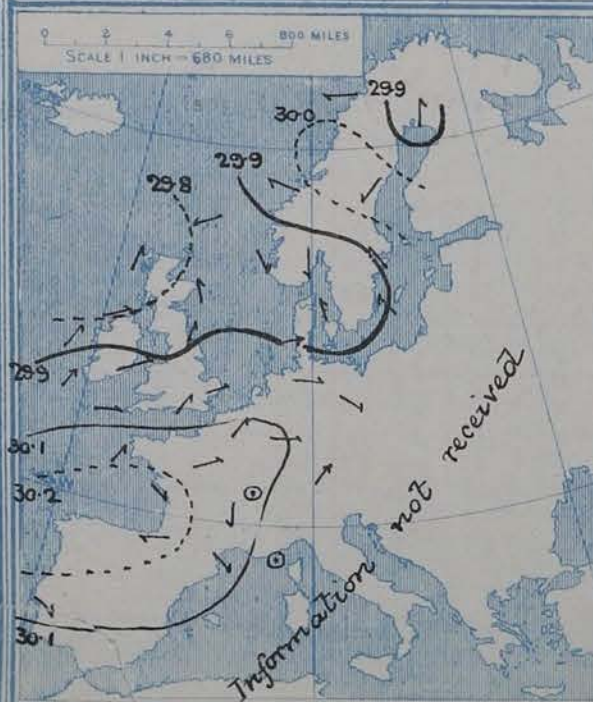 0 2 4 6 800 MILES
SCALE 1 INCH = 680 MILES
29·9
30·0
29·9
29·8
29·9
30·1
30·2
30·1
Information not received